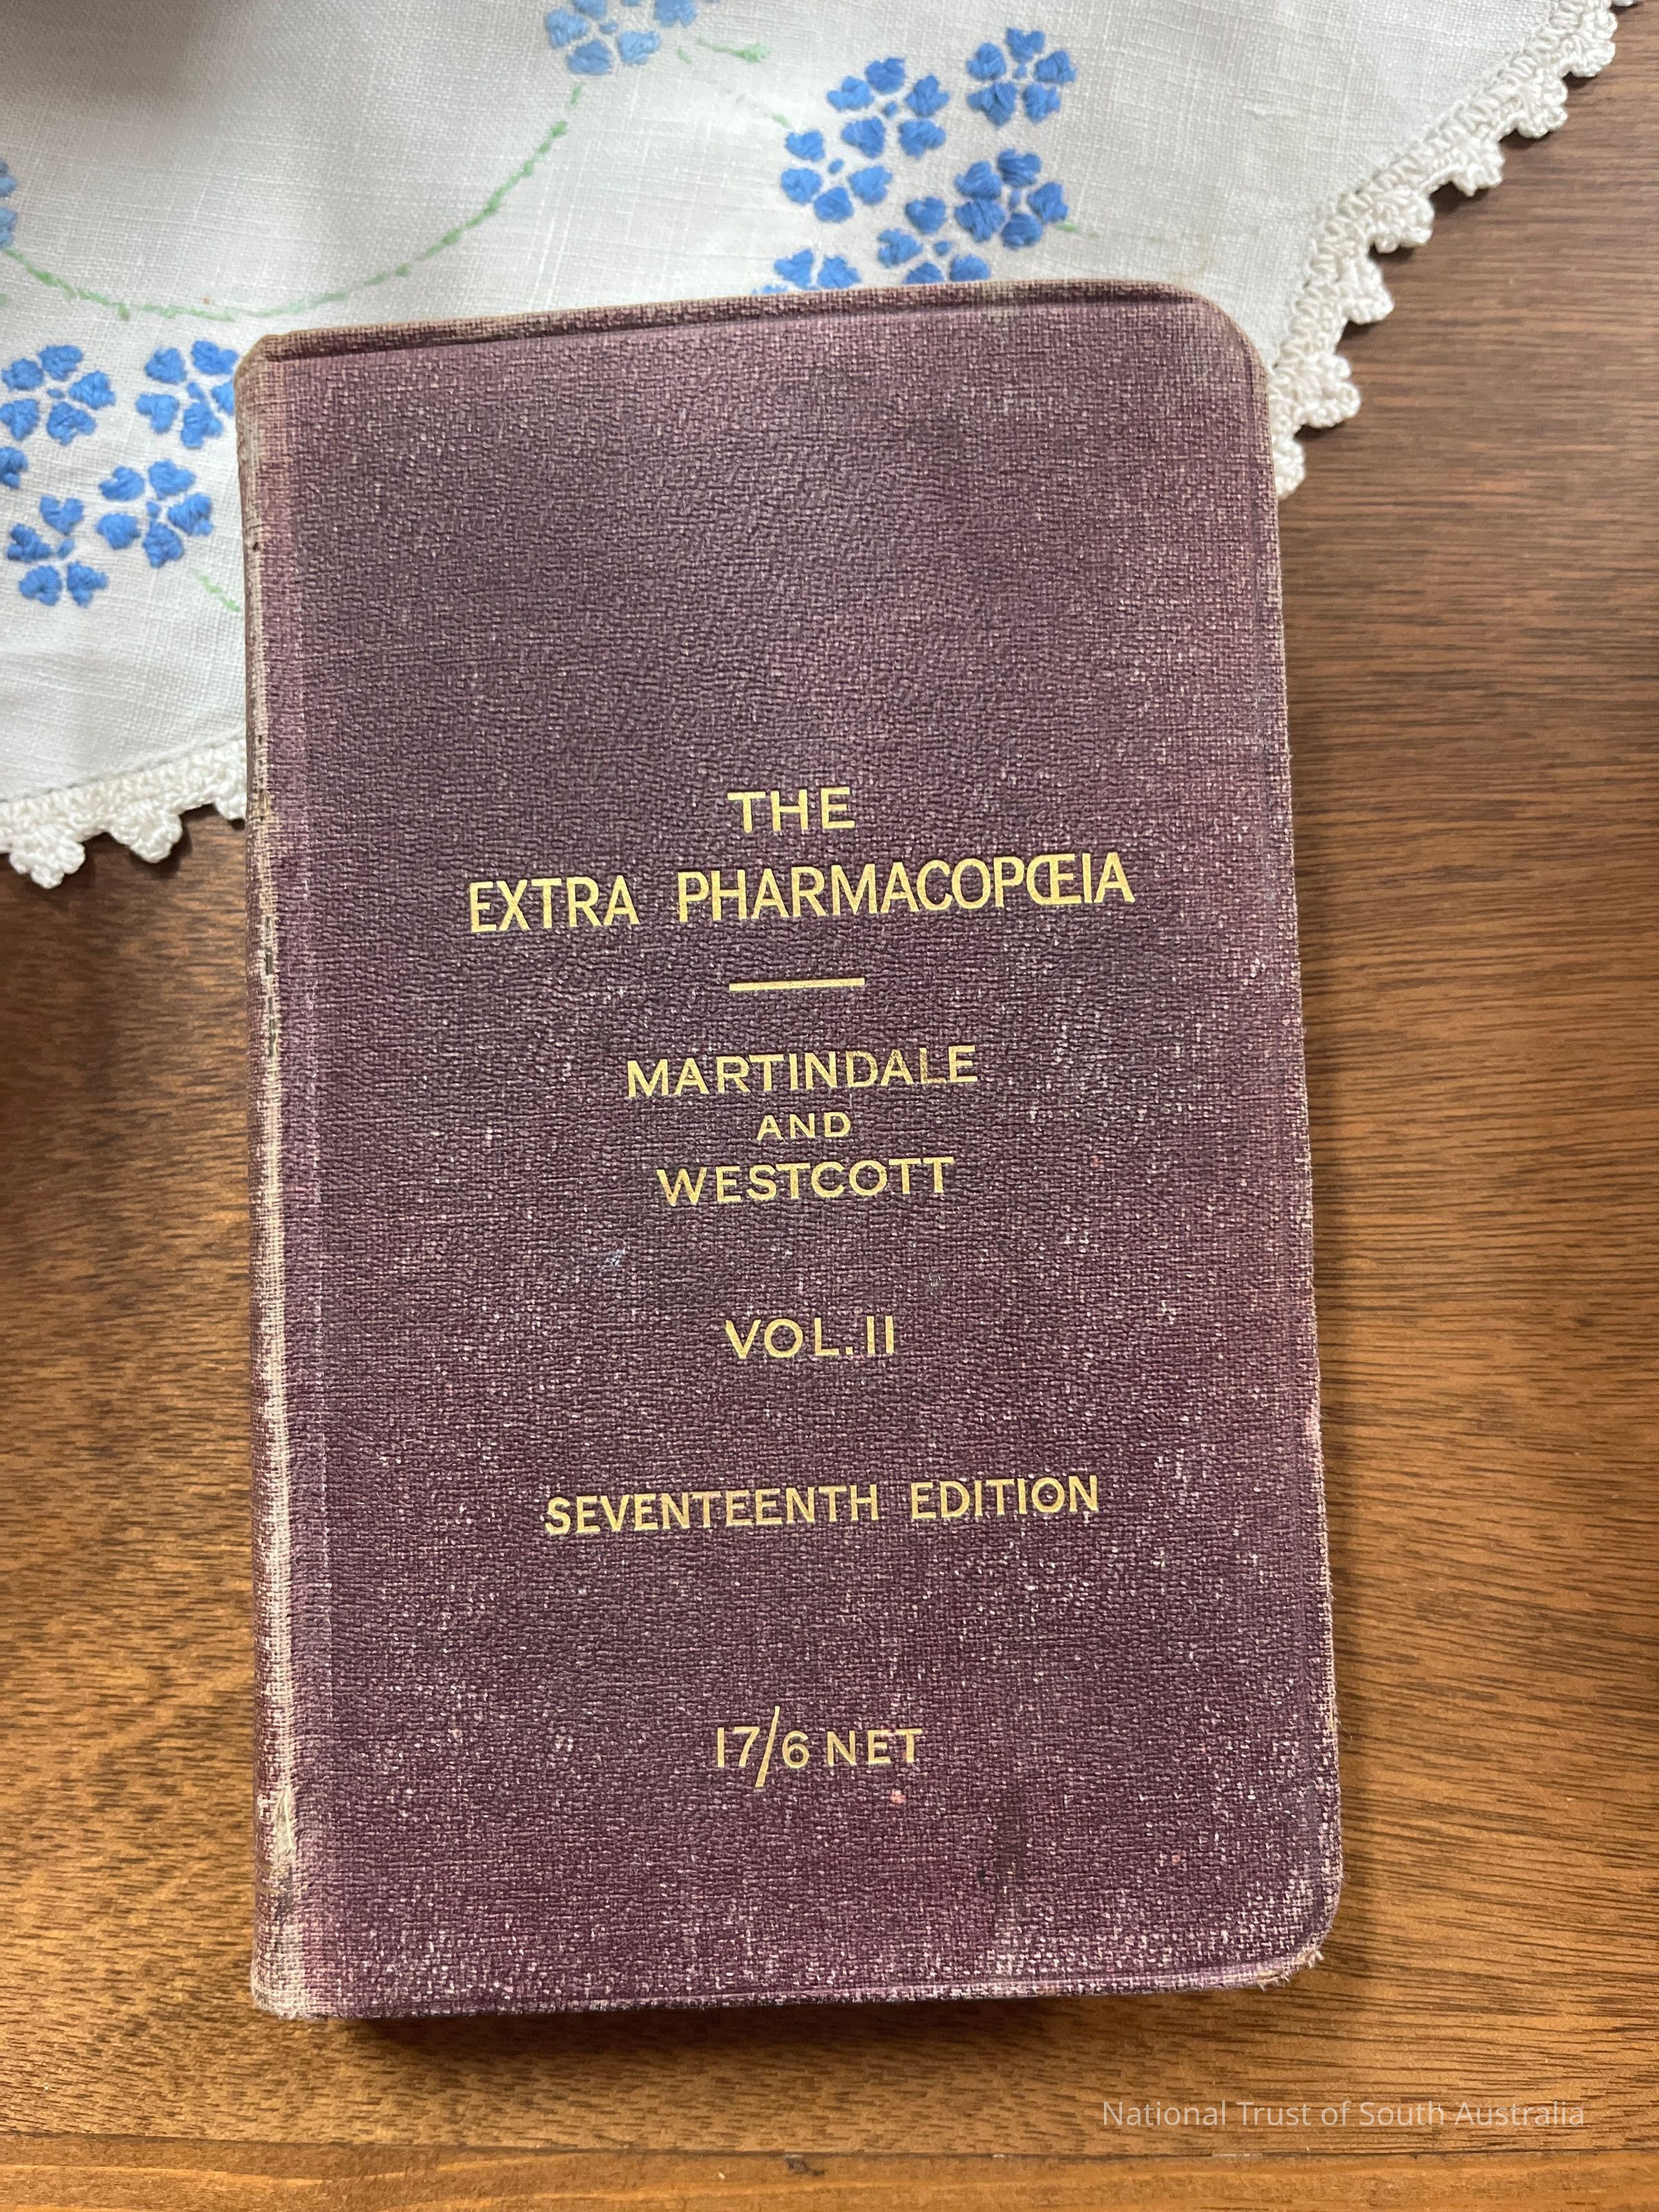 THE
EXTRA PHARMACOPŒIA
MARTINDALE
AND
WESTCOTT
VOL. II
SEVENTEENTH EDITION
17/6 NET
National Trust of South Australia